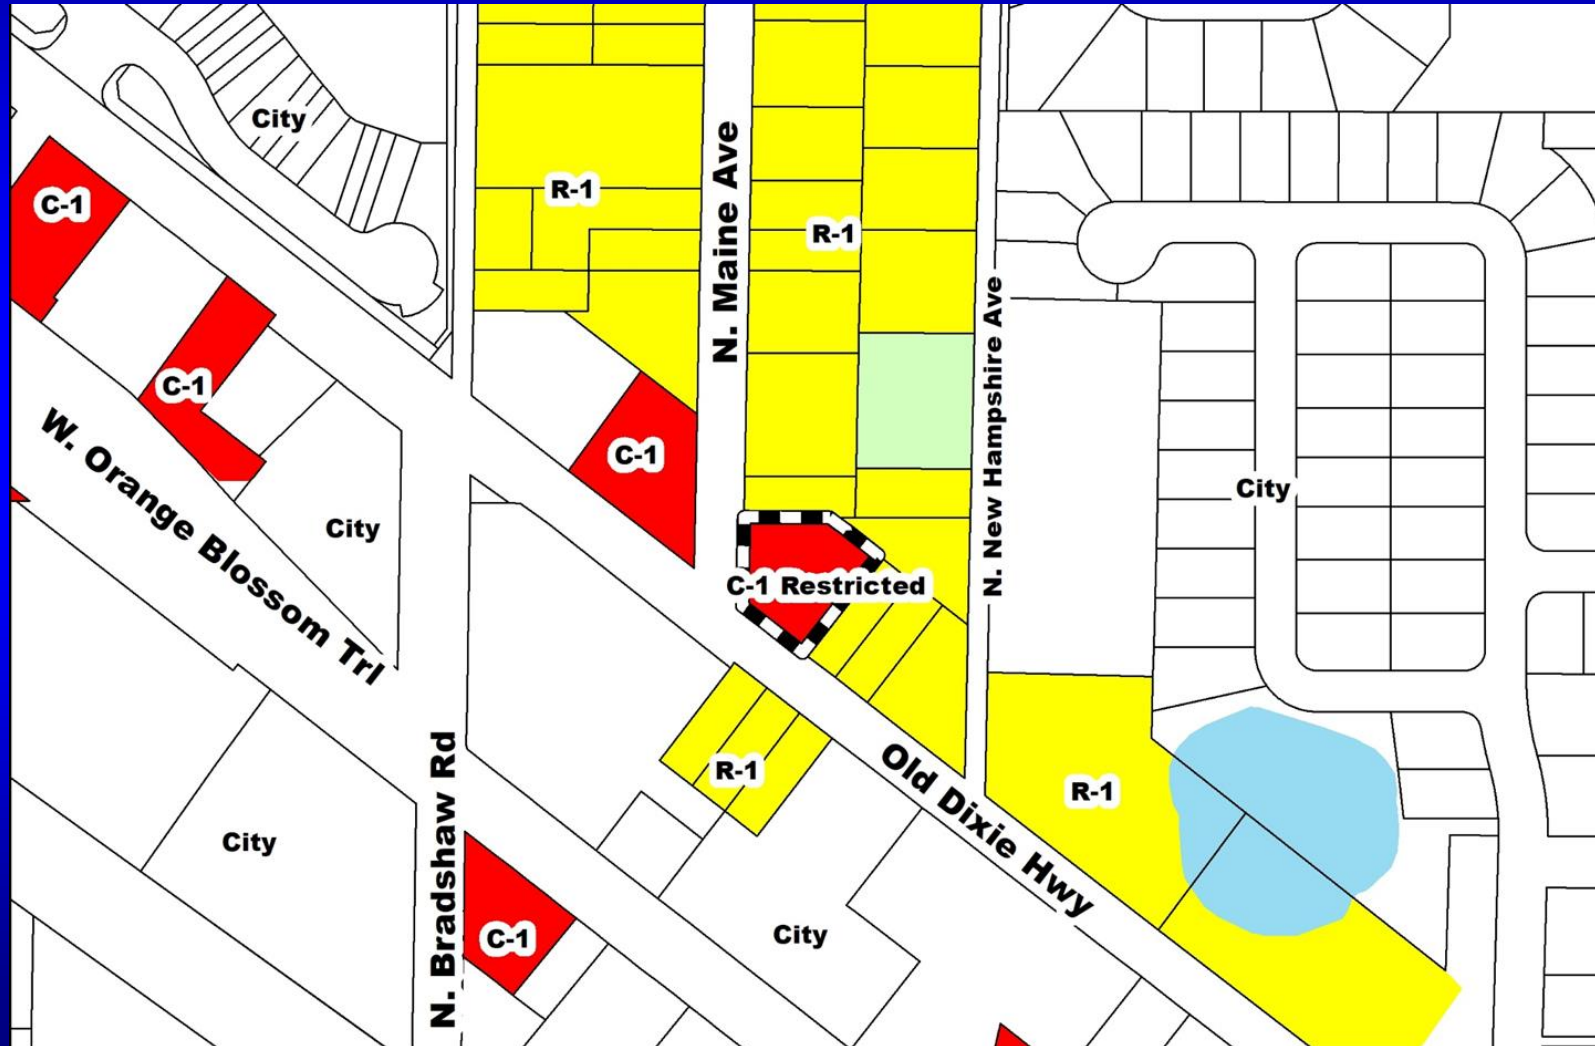 City
C-1
R-1
N. Maine Ave
R-1
C-1
N. New Hampshire Ave
C-1
W. Orange Blossom Trl
City
City
C-1 Restricted
R-1
Old Dixie Hwy
R-1
City
N. Bradshaw Rd
C-1
City